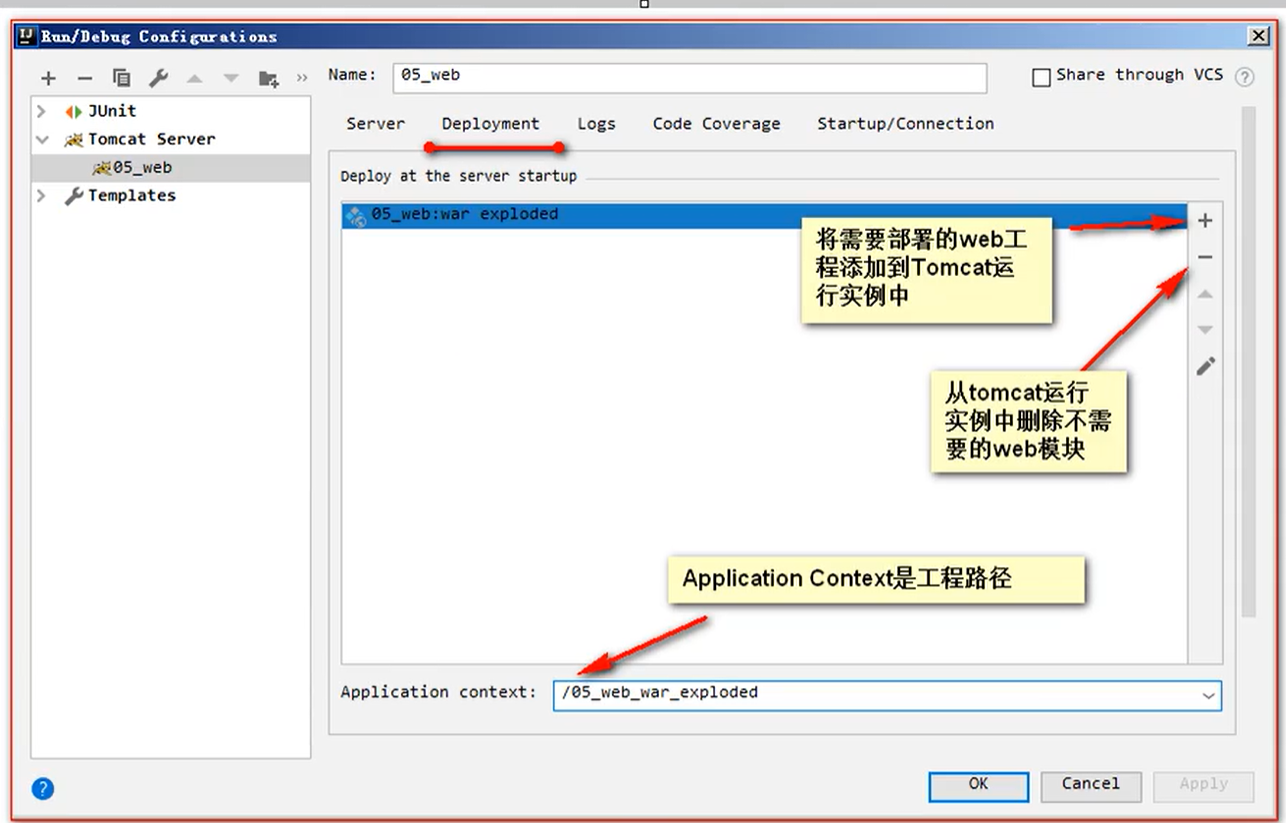 Run/Debug Configurations
Name: 05_web
Share through VCS
JUnit
Tomcat Server
05_web
Templates
Server Deployment Logs Code Coverage Startup/Connection
Deploy at the server startup
05_web:war exploded
将需要部署的web工
程添加到Tomcat运
行实例中
从tomcat运行
实例中删除不需
要的web模块
Application Context是工程路径
Application context: /05_web_war_exploded
OK Cancel Apply